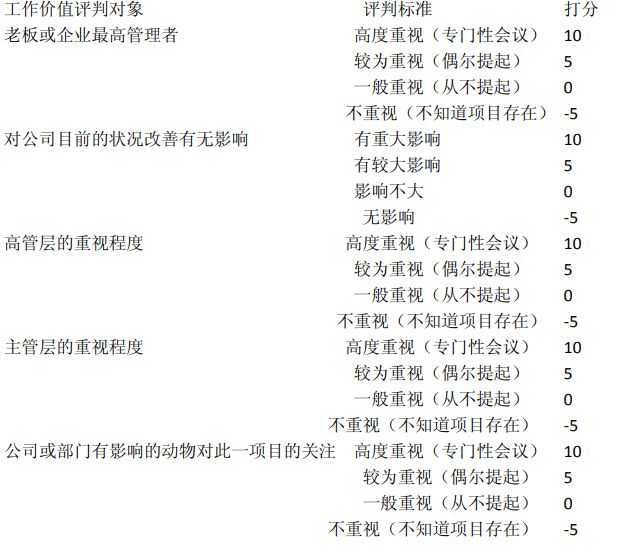 工作价值评判对象 评判标准 打分
老板或企业最高管理者 高度重视（专门性会议） 10
较为重视（偶尔提起） 5
一般重视（从不提起） 0
不重视（不知道项目存在） -5
对公司目前的状况改善有无影响 有重大影响 10
有较大影响 5
影响不大 0
无影响 -5
高管层的重视程度 高度重视（专门性会议） 10
较为重视（偶尔提起） 5
一般重视（从不提起） 0
不重视（不知道项目存在） -5
主管层的重视程度 高度重视（专门性会议） 10
较为重视（偶尔提起） 5
一般重视（从不提起） 0
不重视（不知道项目存在） -5
公司或部门有影响的动物对此一项目的关注 高度重视（专门性会议） 10
较为重视（偶尔提起） 5
一般重视（从不提起） 0
不重视（不知道项目存在） -5